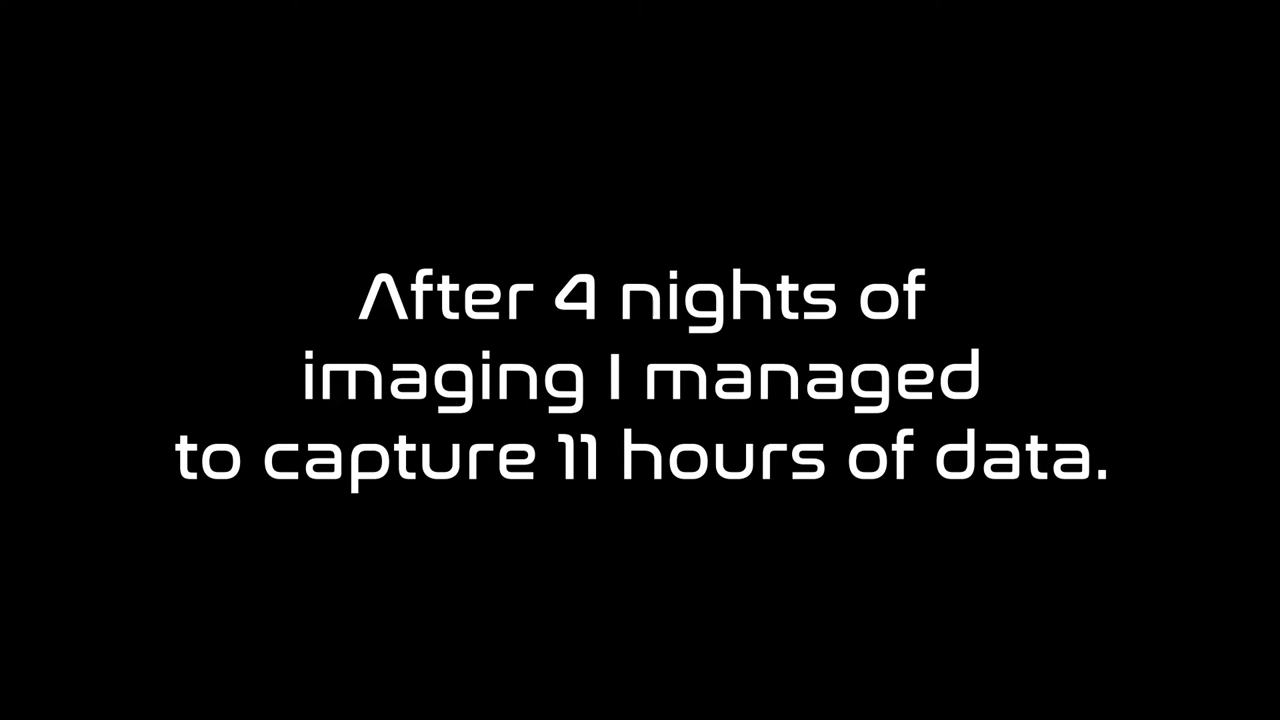 After 4 nights of
imaging I managed
to capture 11 hours of data.